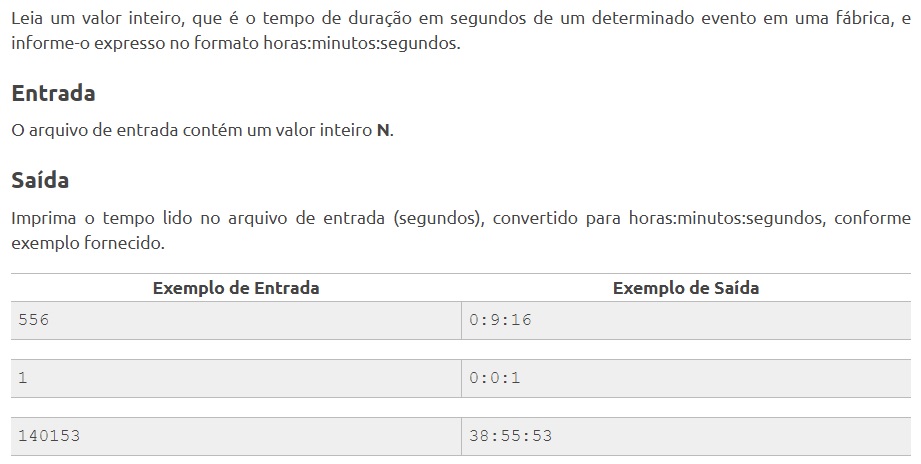 Leia um valor inteiro, que é o tempo de duração em segundos de um determinado evento em uma fábrica, e
informe-o expresso no formato horas:minutos:segundos.
Entrada
O arquivo de entrada contém um valor inteiro N.
Saída
Imprima o tempo lido no arquivo de entrada (segundos), convertido para horas:minutos:segundos, conforme
exemplo fornecido.
Exemplo de Entrada Exemplo de Saída
556 0:9:16
1 0:0:1
140153 38:55:53